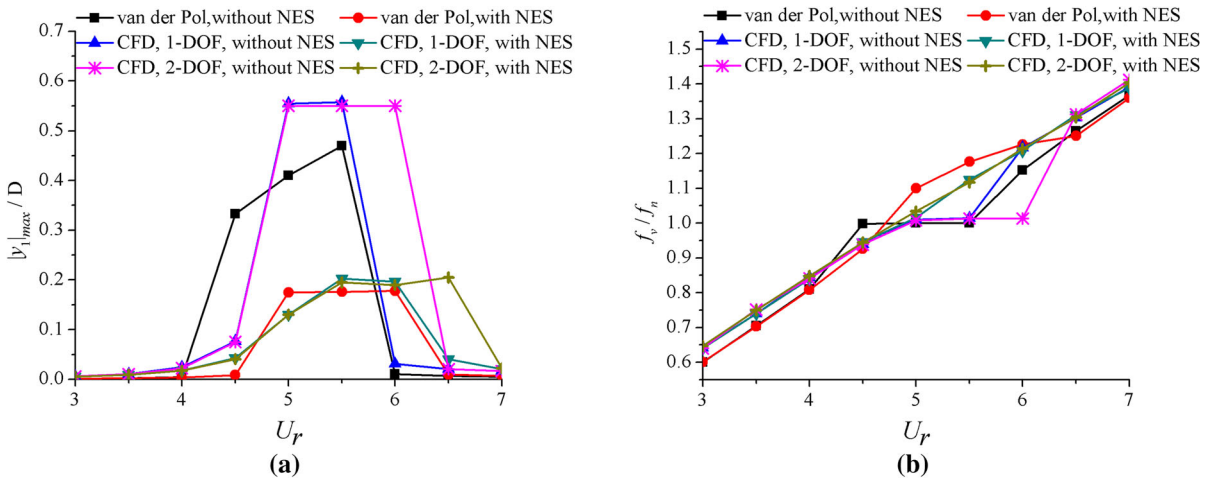 van der Pol,without NES
van der Pol,with NES
CFD, 1-DOF, without NES
CFD, 1-DOF, with NES
CFD, 2-DOF, without NES
CFD, 2-DOF, with NES
0.7
0.6
0.5
0.4
0.3
0.2
0.1
0.0
|y₁|max / D
3 4 5 6 7
Ur
(a)
van der Pol,without NES
van der Pol,with NES
CFD, 1-DOF, without NES
CFD, 1-DOF, with NES
CFD, 2-DOF, without NES
CFD, 2-DOF, with NES
1.5
1.4
1.3
1.2
1.1
1.0
0.9
0.8
0.7
0.6
fv / fn
3 4 5 6 7
Ur
(b)